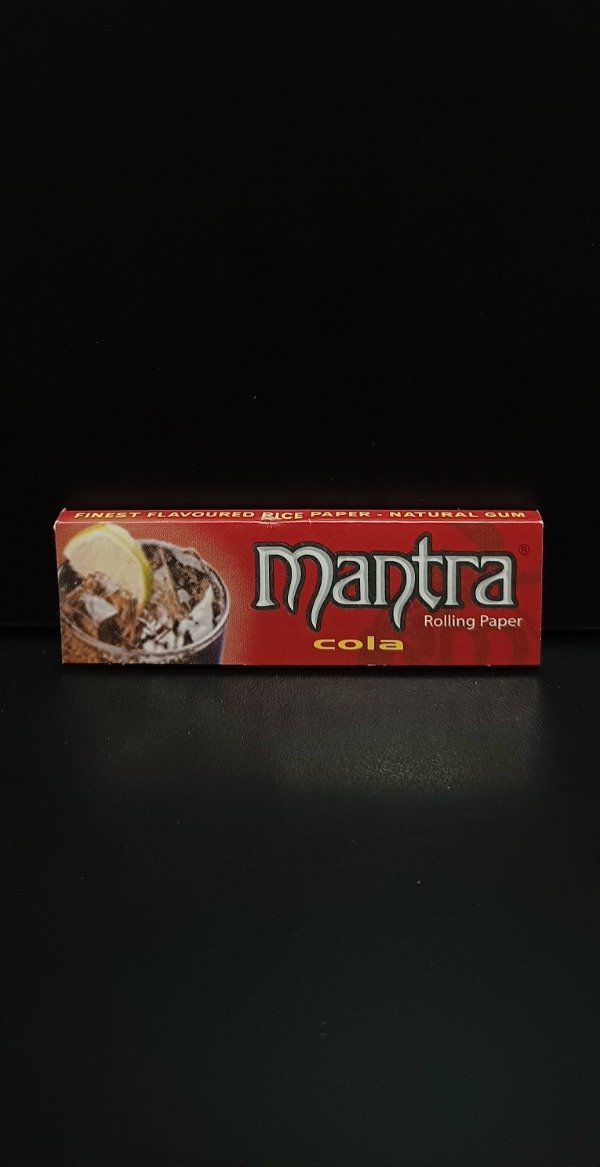 FINEST FLAVOURED RICE PAPER - NATURAL GUM
mantra®
Rolling Paper
cola